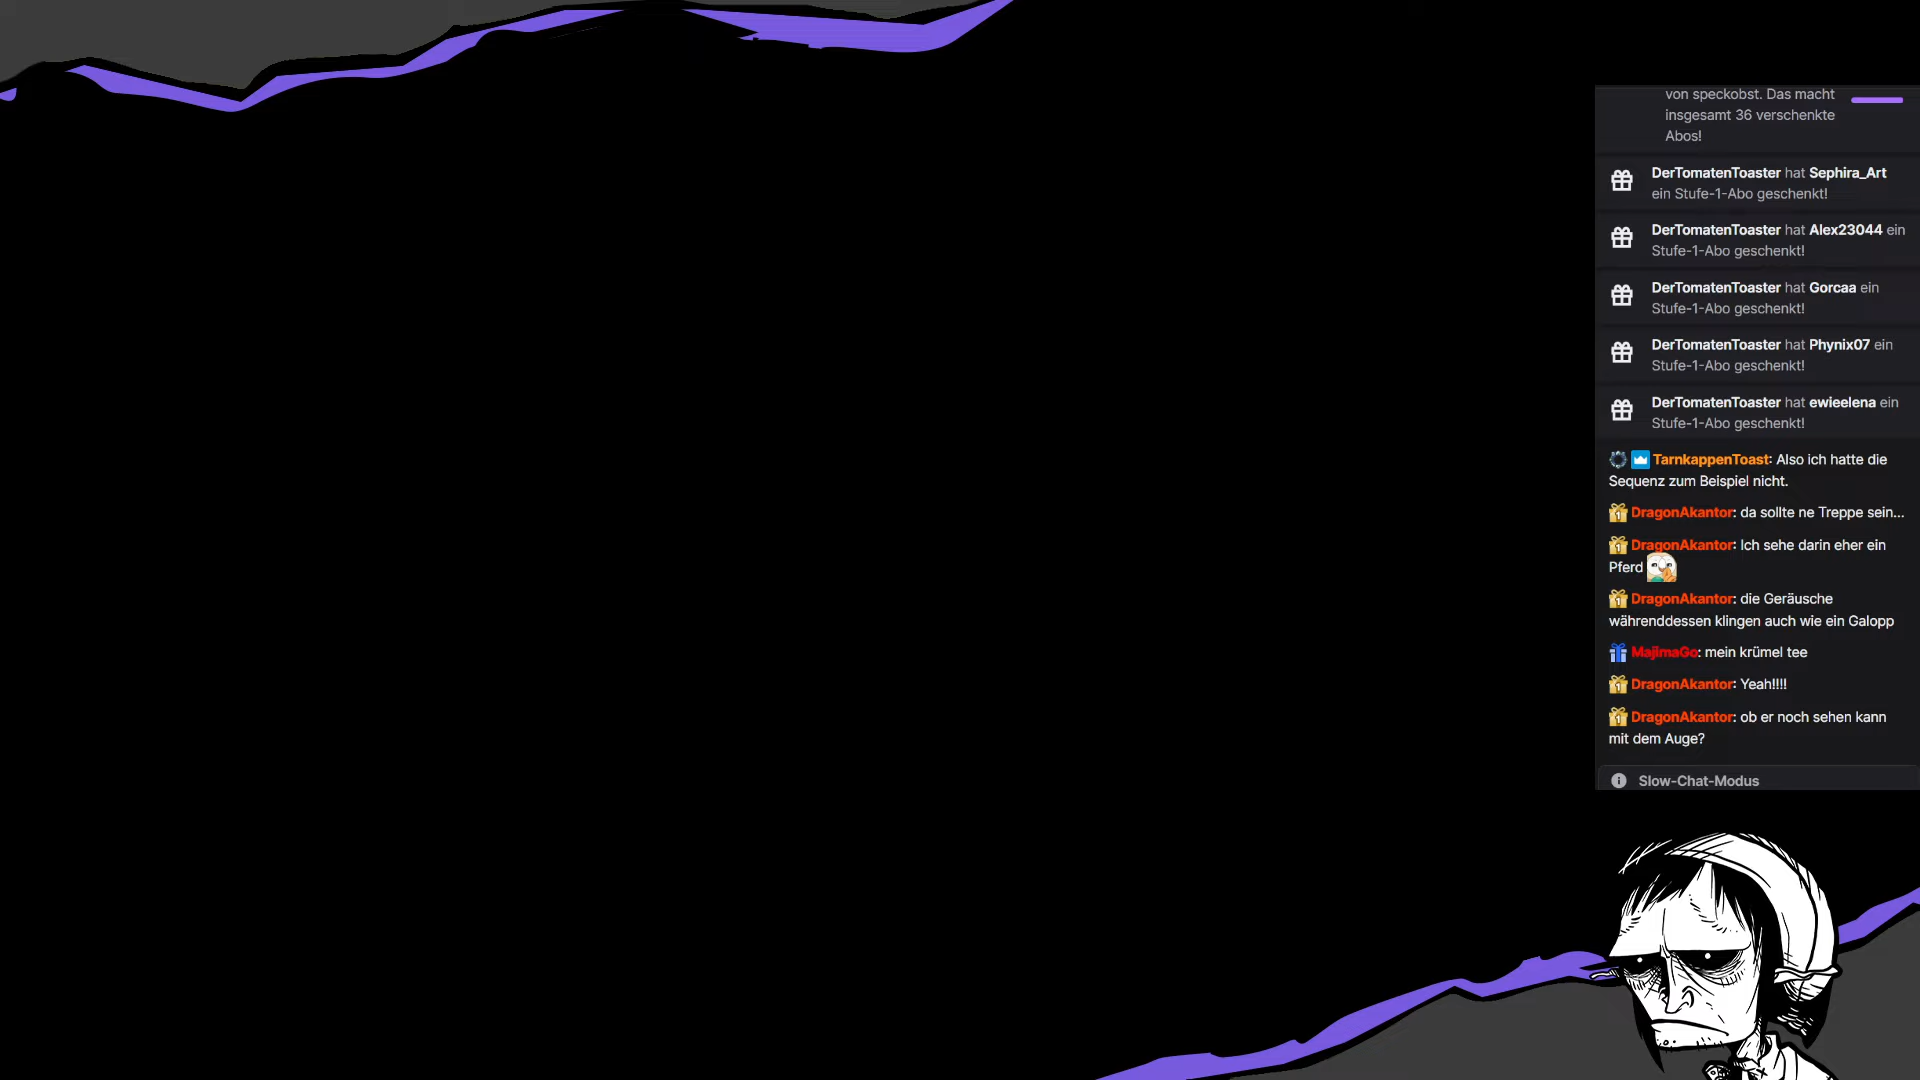 von speckobst. Das macht
insgesamt 36 verschenkte
Abos!
DerTomatenToaster hat Sephira_Art
ein Stufe-1-Abo geschenkt!
DerTomatenToaster hat Alex23044 ein
Stufe-1-Abo geschenkt!
DerTomatenToaster hat Gorcaa ein
Stufe-1-Abo geschenkt!
DerTomatenToaster hat Phynix07 ein
Stufe-1-Abo geschenkt!
DerTomatenToaster hat ewieelena ein
Stufe-1-Abo geschenkt!
TarnkappenToast: Also ich hatte die
Sequenz zum Beispiel nicht.
DragonAkantor: da sollte ne Treppe sein...
DragonAkantor: Ich sehe darin eher ein
Pferd
DragonAkantor: die Geräusche
währenddessen klingen auch wie ein Galopp
MajimaGo: mein krümel tee
DragonAkantor: Yeah!!!!
DragonAkantor: ob er noch sehen kann
mit dem Auge?
Slow-Chat-Modus